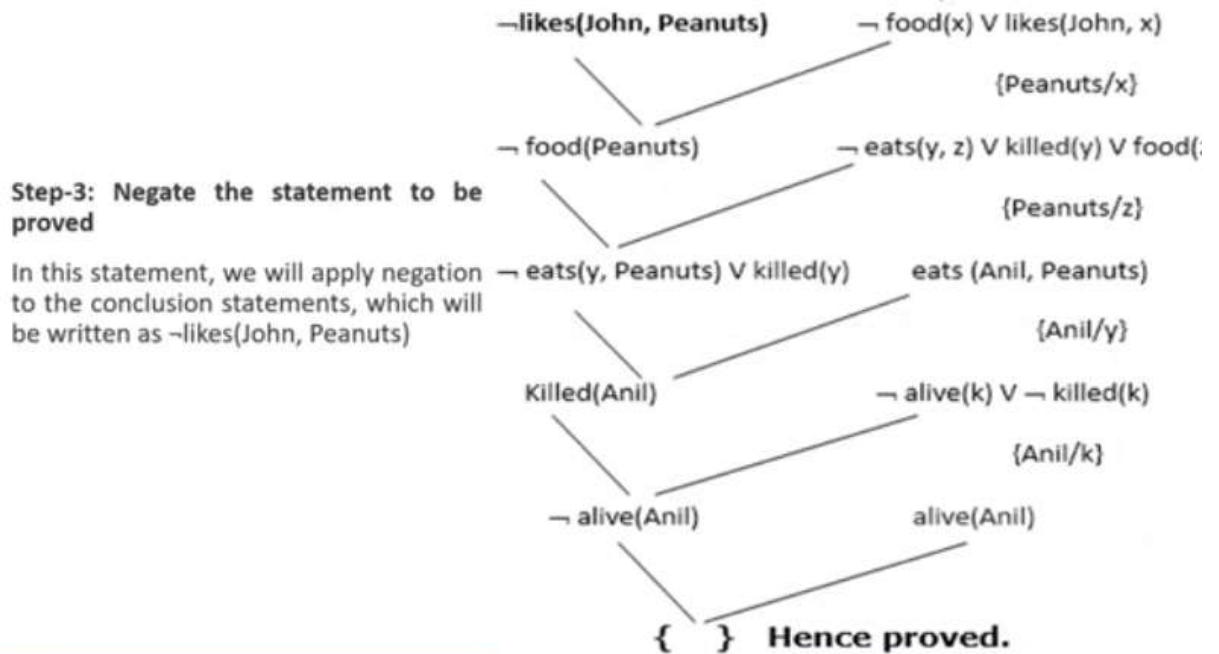 ¬likes(John, Peanuts) ¬ food(x) V likes(John, x)
{Peanuts/x}
¬ food(Peanuts) ¬ eats(y, z) V killed(y) V food(
{Peanuts/z}
Step-3: Negate the statement to be
proved
In this statement, we will apply negation
to the conclusion statements, which will
be written as ¬likes(John, Peanuts)
¬ eats(y, Peanuts) V killed(y) eats (Anil, Peanuts)
{Anil/y}
Killed(Anil) ¬ alive(k) V ¬ killed(k)
{Anil/k}
¬ alive(Anil) alive(Anil)
{ } Hence proved.